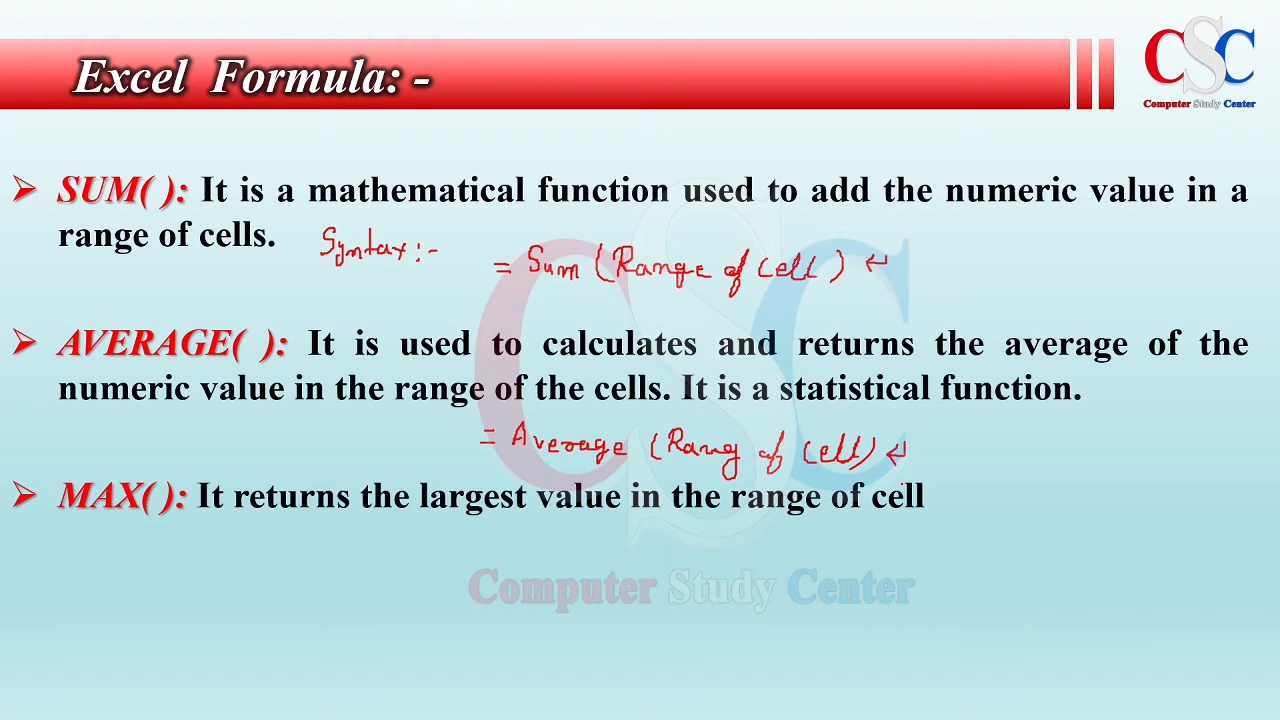 Excel Formula: -
CSC
Computer Study Center
➢ SUM( ): It is a mathematical function used to add the numeric value in a
range of cells.
Syntax :-
= Sum (Range of Cell) ↵
➢ AVERAGE( ): It is used to calculates and returns the average of the
numeric value in the range of the cells. It is a statistical function.
= Average (Rang of Cell) ↵
➢ MAX( ): It returns the largest value in the range of cell
CSC
Computer Study Center